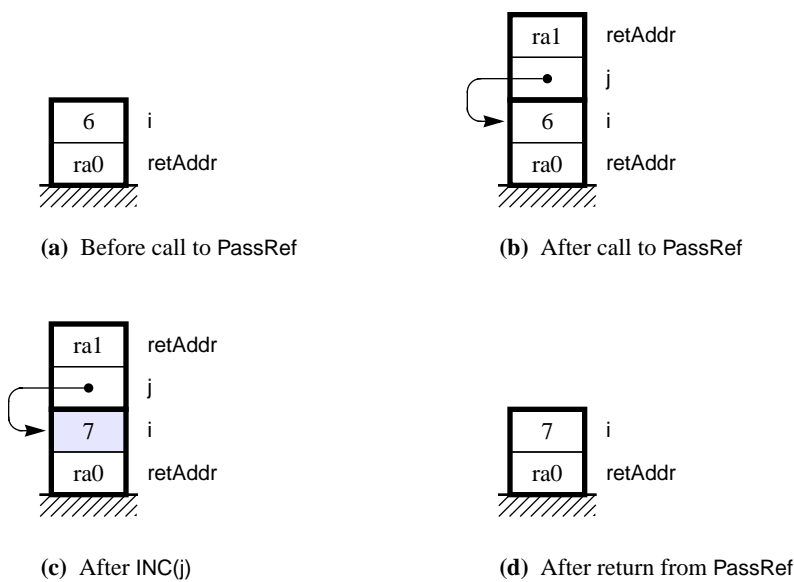 ra1 retAddr
j
6 i
6 i
ra0 retAddr
ra0 retAddr
(a) Before call to PassRef
(b) After call to PassRef
ra1 retAddr
j
7 i
7 i
ra0 retAddr
ra0 retAddr
(c) After INC(j)
(d) After return from PassRef